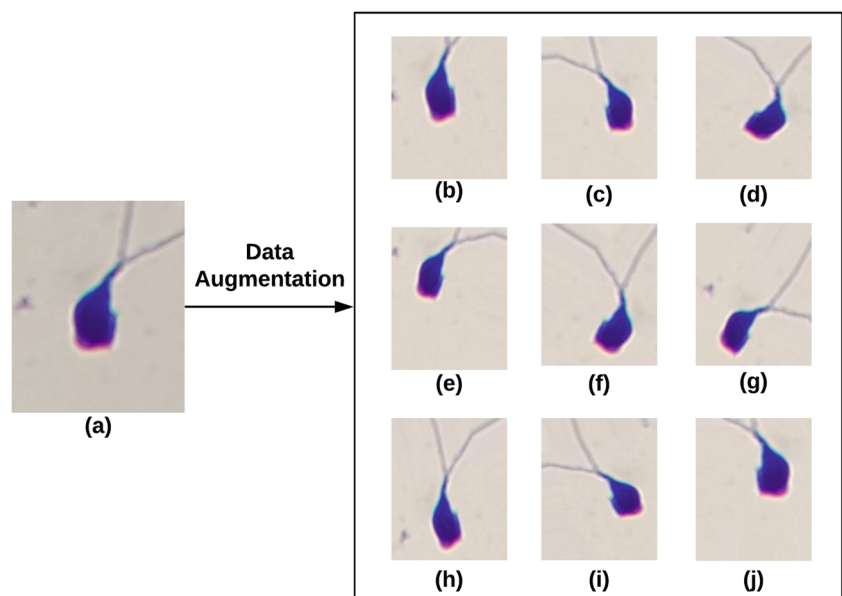 (b)
(c)
(d)
Data
Augmentation
(a)
(e)
(f)
(g)
(h)
(i)
(j)